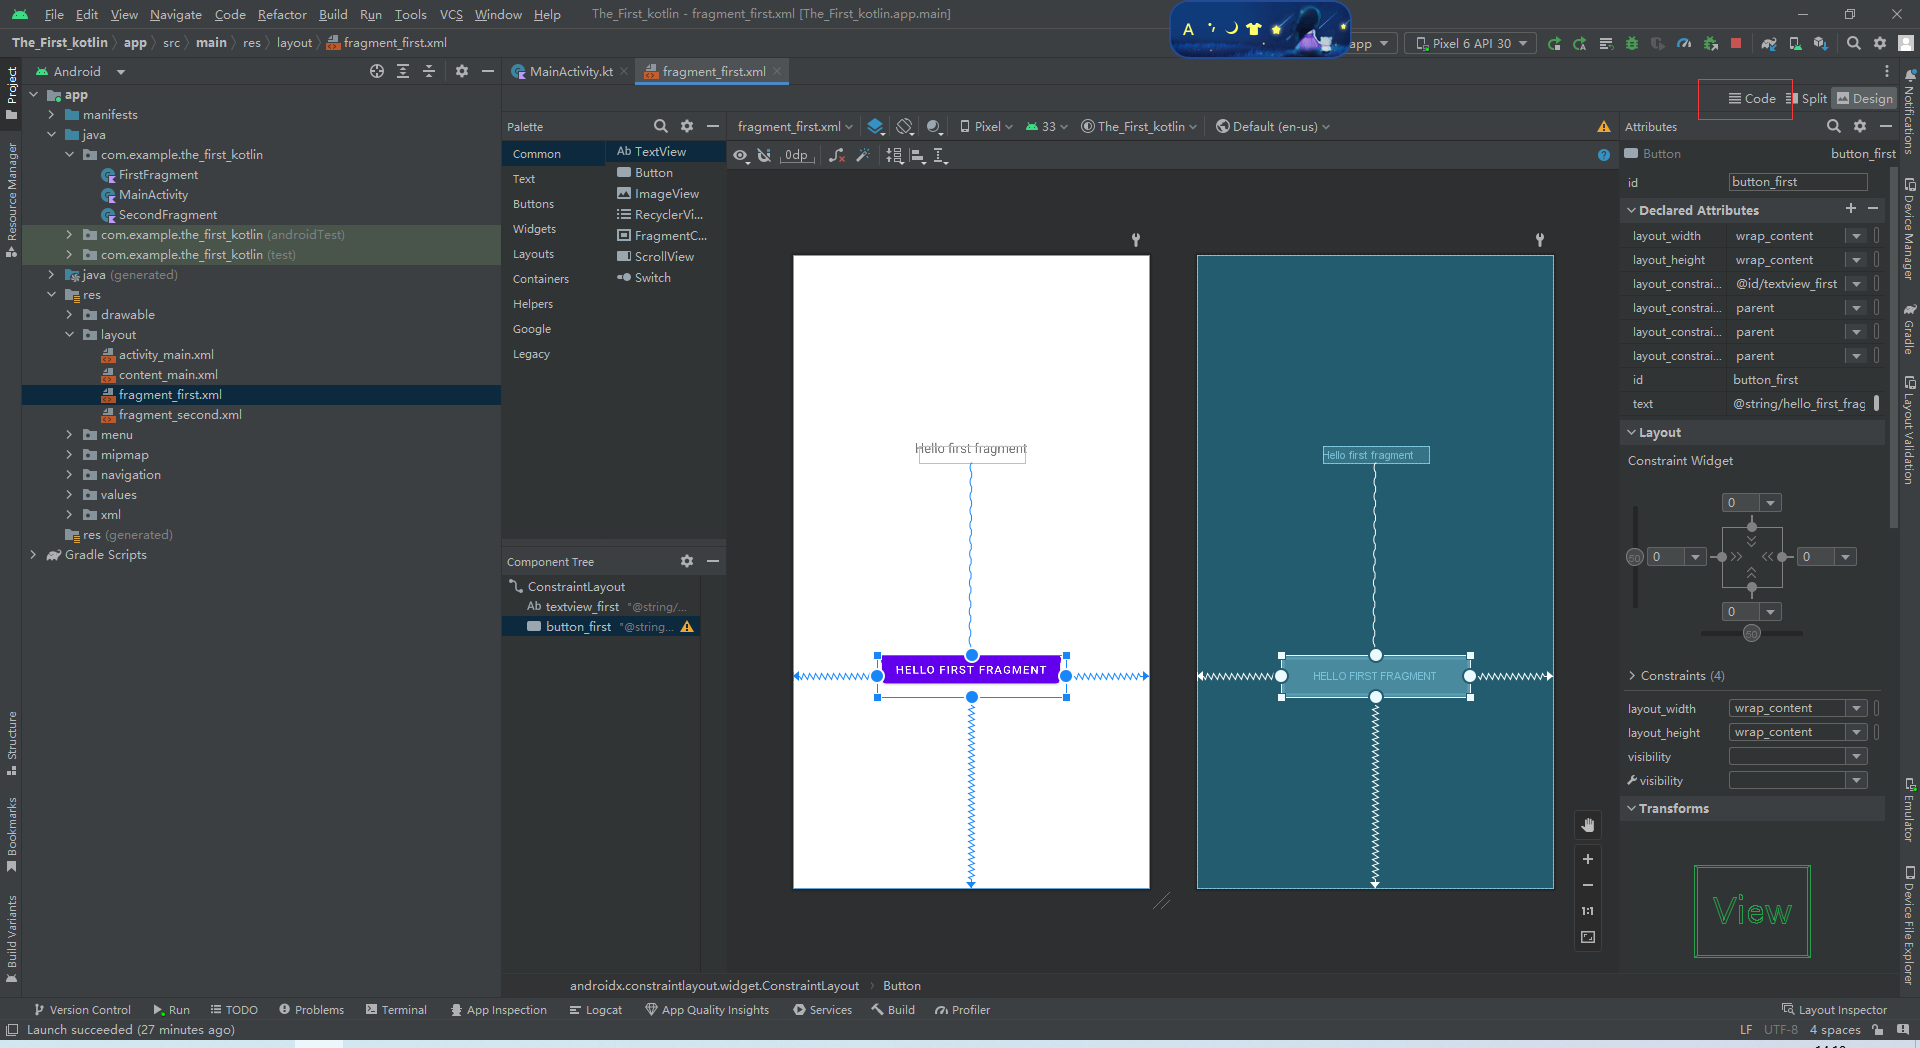 File Edit View Navigate Code Refactor Build Run Tools VCS Window Help The_First_kotlin - fragment_first.xml [The_First_kotlin.app.main]
The_First_kotlin app src main res layout fragment_first.xml
A
app Pixel 6 API 30
Project
Resource Manager
Structure
Bookmarks
Build Variants
Android
app
manifests
java
com.example.the_first_kotlin
FirstFragment
MainActivity
SecondFragment
com.example.the_first_kotlin (androidTest)
com.example.the_first_kotlin (test)
java (generated)
res
drawable
layout
activity_main.xml
content_main.xml
fragment_first.xml
fragment_second.xml
menu
mipmap
navigation
values
xml
res (generated)
Gradle Scripts
MainActivity.kt fragment_first.xml
Code Split Design
Palette
Common
Text
Buttons
Widgets
Layouts
Containers
Helpers
Google
Legacy
Ab TextView
Button
ImageView
RecyclerVi...
FragmentC...
ScrollView
Switch
Component Tree
ConstraintLayout
Ab textview_first "@string/...
button_first "@string...
fragment_first.xml Pixel 33 The_First_kotlin Default (en-us)
0dp
Hello first fragment
HELLO FIRST FRAGMENT
Hello first fragment
HELLO FIRST FRAGMENT
1:1
androidx.constraintlayout.widget.ConstraintLayout Button
Attributes
Button button_first
id button_first
Declared Attributes
layout_width wrap_content
layout_height wrap_content
layout_constrai... @id/textview_first
layout_constrai... parent
layout_constrai... parent
layout_constrai... parent
id button_first
text @string/hello_first_frag
Layout
Constraint Widget
0
50 0 0
0
50
Constraints (4)
layout_width wrap_content
layout_height wrap_content
visibility
visibility
Transforms
View
Notifications
Device Manager
Gradle
Layout Validation
Emulator
Device File Explorer
Version Control Run TODO Problems Terminal App Inspection Logcat App Quality Insights Services Build Profiler Layout Inspector
Launch succeeded (27 minutes ago) LF UTF-8 4 spaces